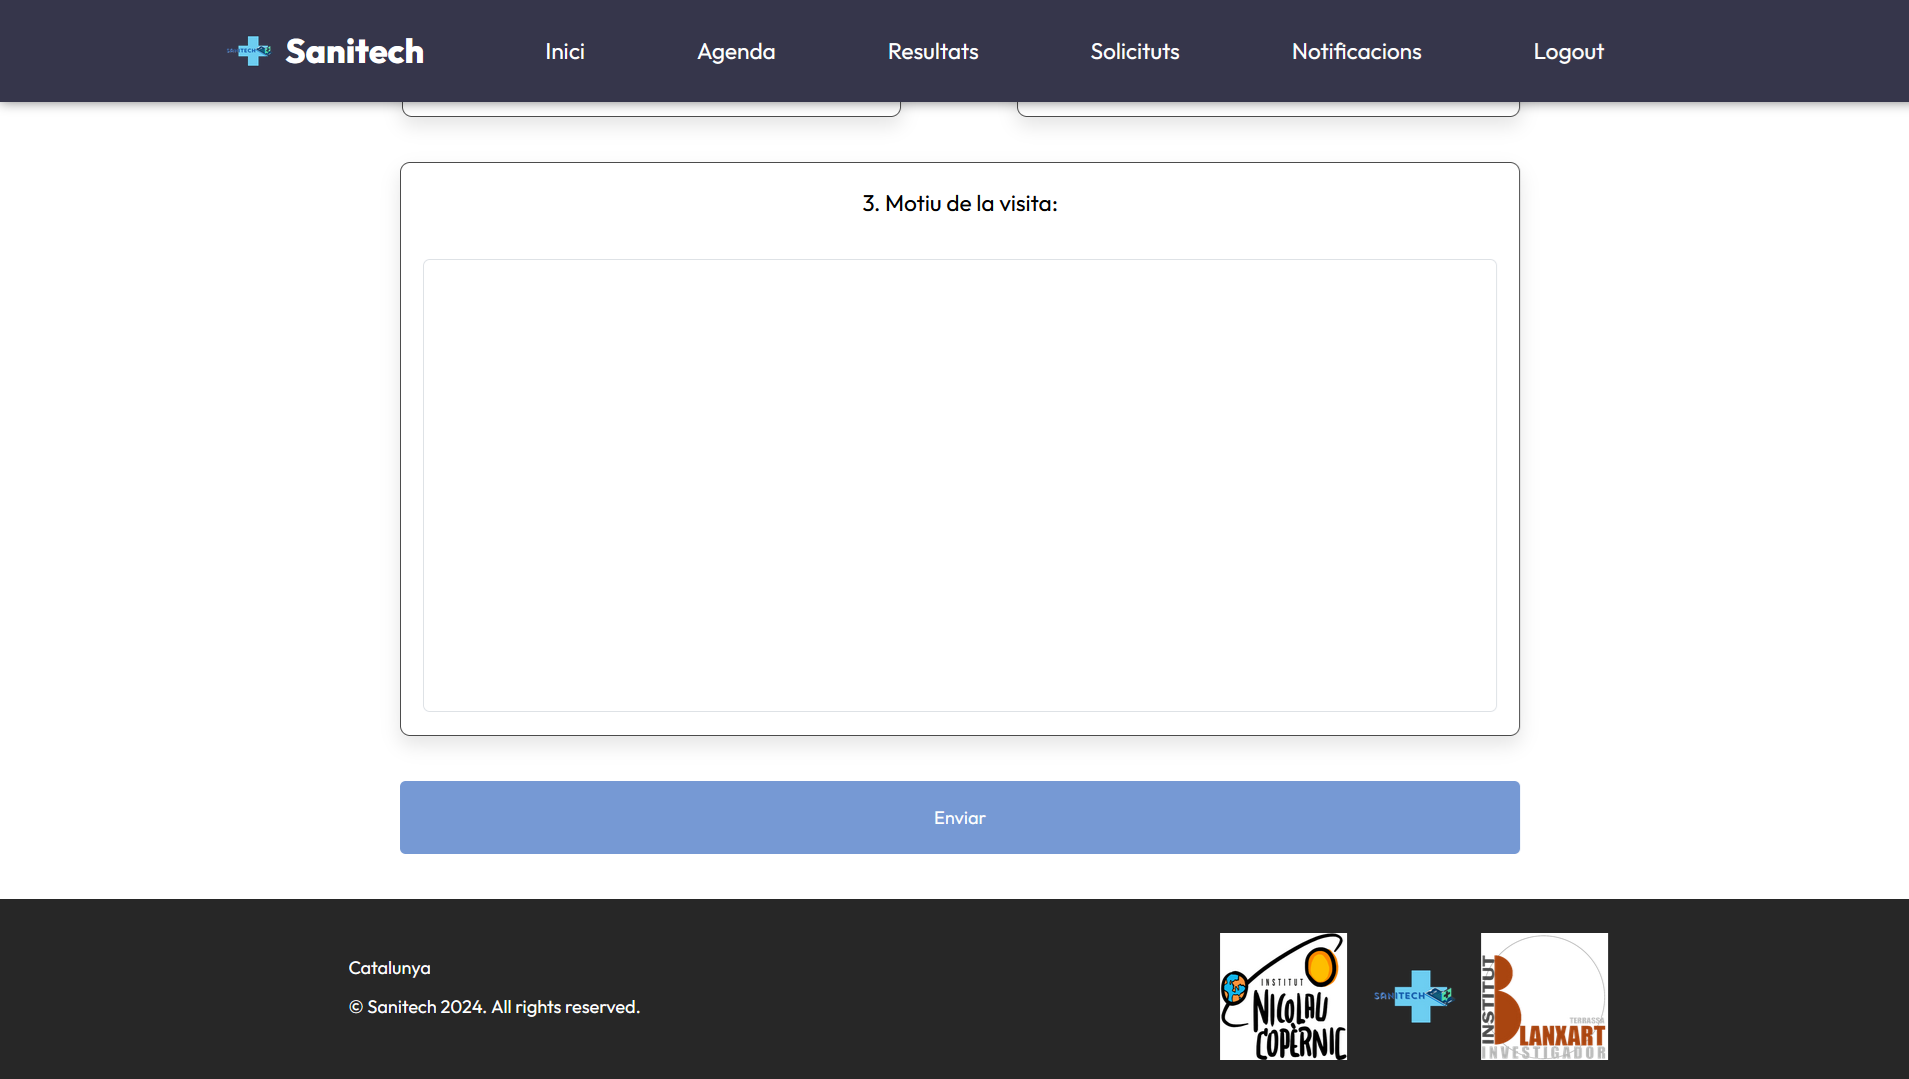 SANITECH
Sanitech
Inici
Agenda
Resultats
Solicituts
Notificacions
Logout
3. Motiu de la visita:
Enviar
Catalunya
© Sanitech 2024. All rights reserved.
INSTITUT
NICOLAU
COPÈRNIC
SANITECH
INSTITUT
TERRASSA
BLANXART
INVESTIGADOR